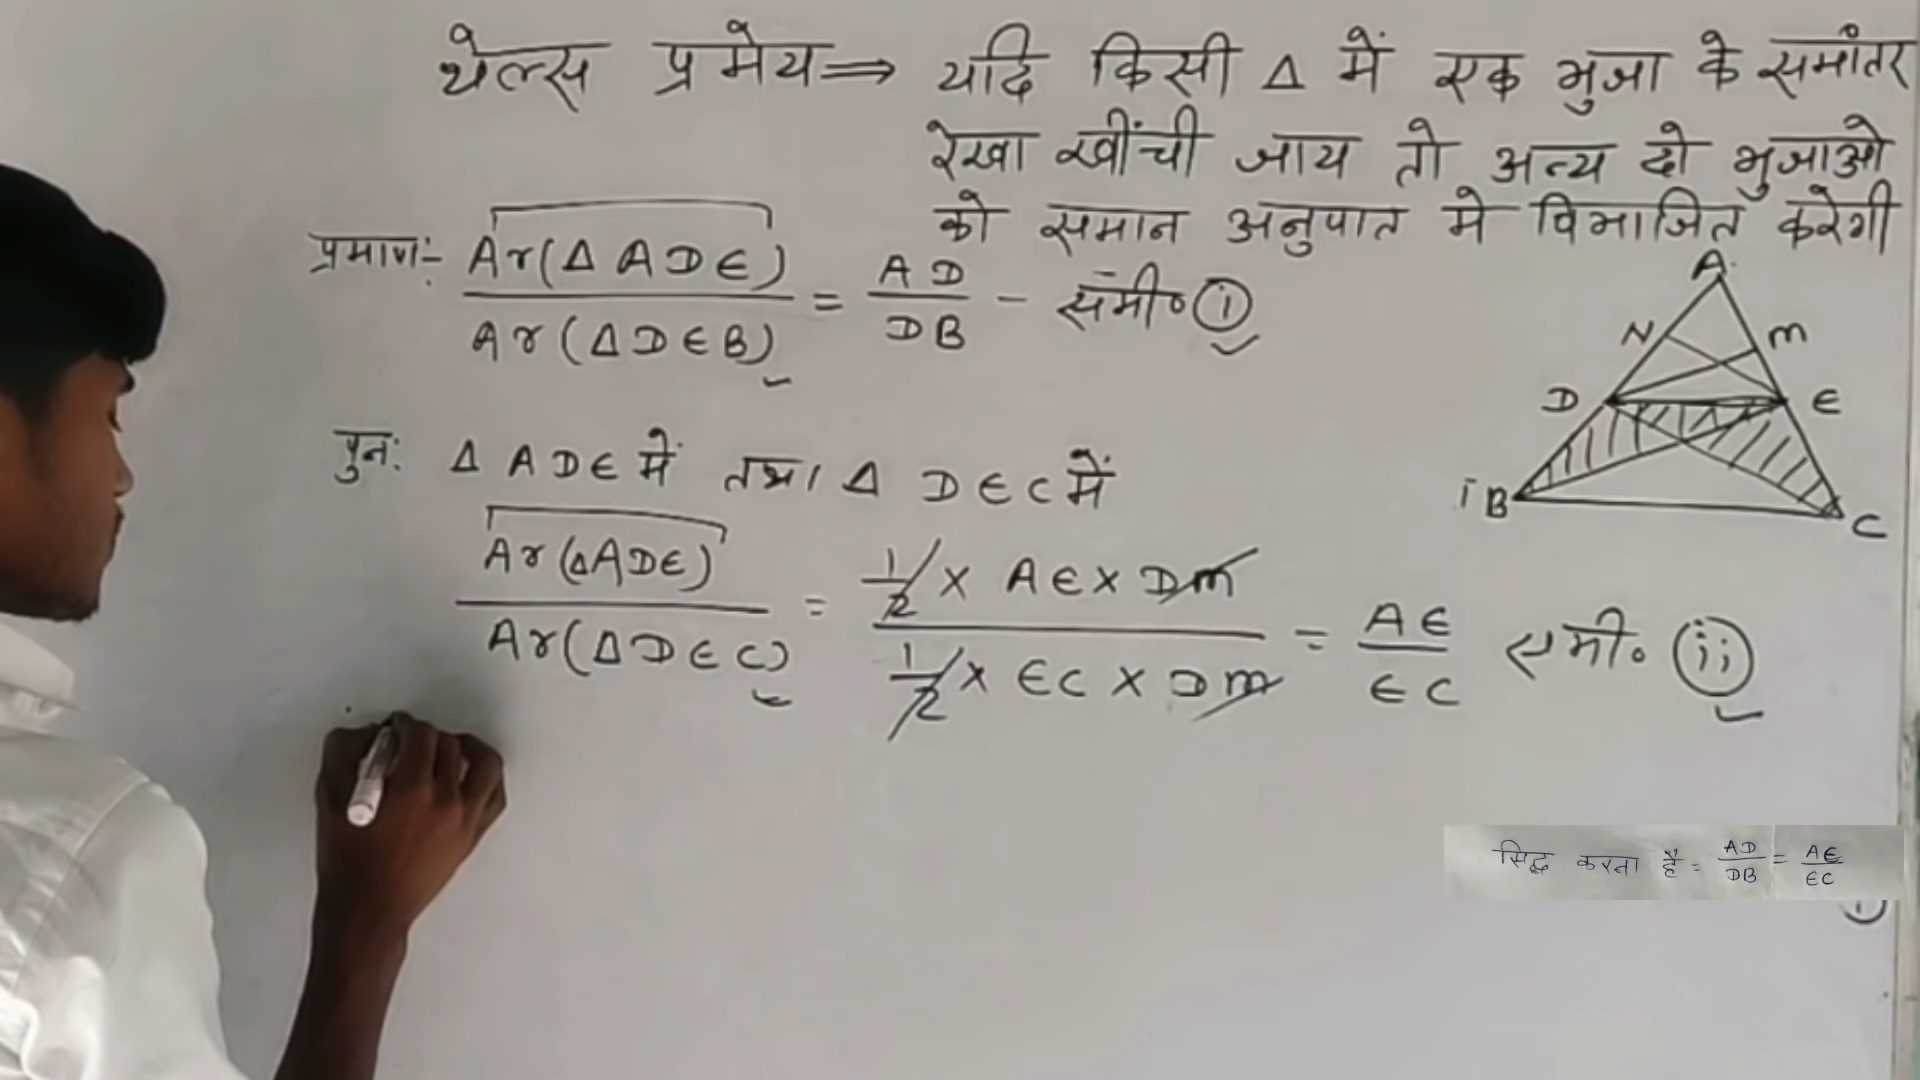 थेल्स प्रमेय ⇒ यदि किसी Δ में एक भुजा के समांतर
रेखा खींची जाय तो अन्य दो भुजाओ
को समान अनुपात मे विभाजित करेगी
प्रमाण:- Ar(Δ ADE) / Ar(Δ DEB) = AD / DB - समी० (i)
A
N
M
D
E
B
C
पुन: Δ ADE में तथा Δ DEC में
Ar(ΔADE) / Ar(Δ DEC) = 1/2 × AE × Dm / 1/2 × EC × Dm = AE / EC समी० (ii)
सिद्ध करना है = AD/DB = AE/EC